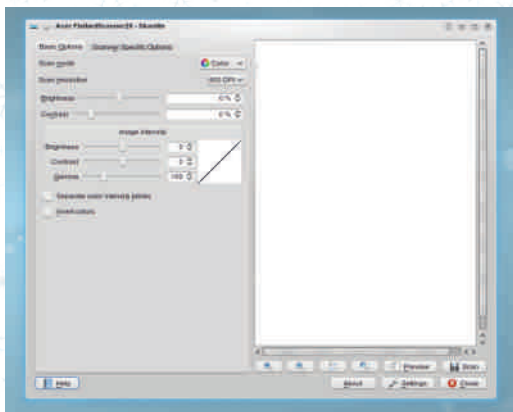 Acer FlatbedScanner21 - Skanlite
Basic Options Scanner Specific Options
Scan mode Color
Scan resolution 300 DPI
Brightness 0 %
Contrast 0 %
Image intensity
Brightness 0
Contrast 0
Gamma 100
Separate color intensity tables
Invert colors
Preview Scan
Help About Settings Close